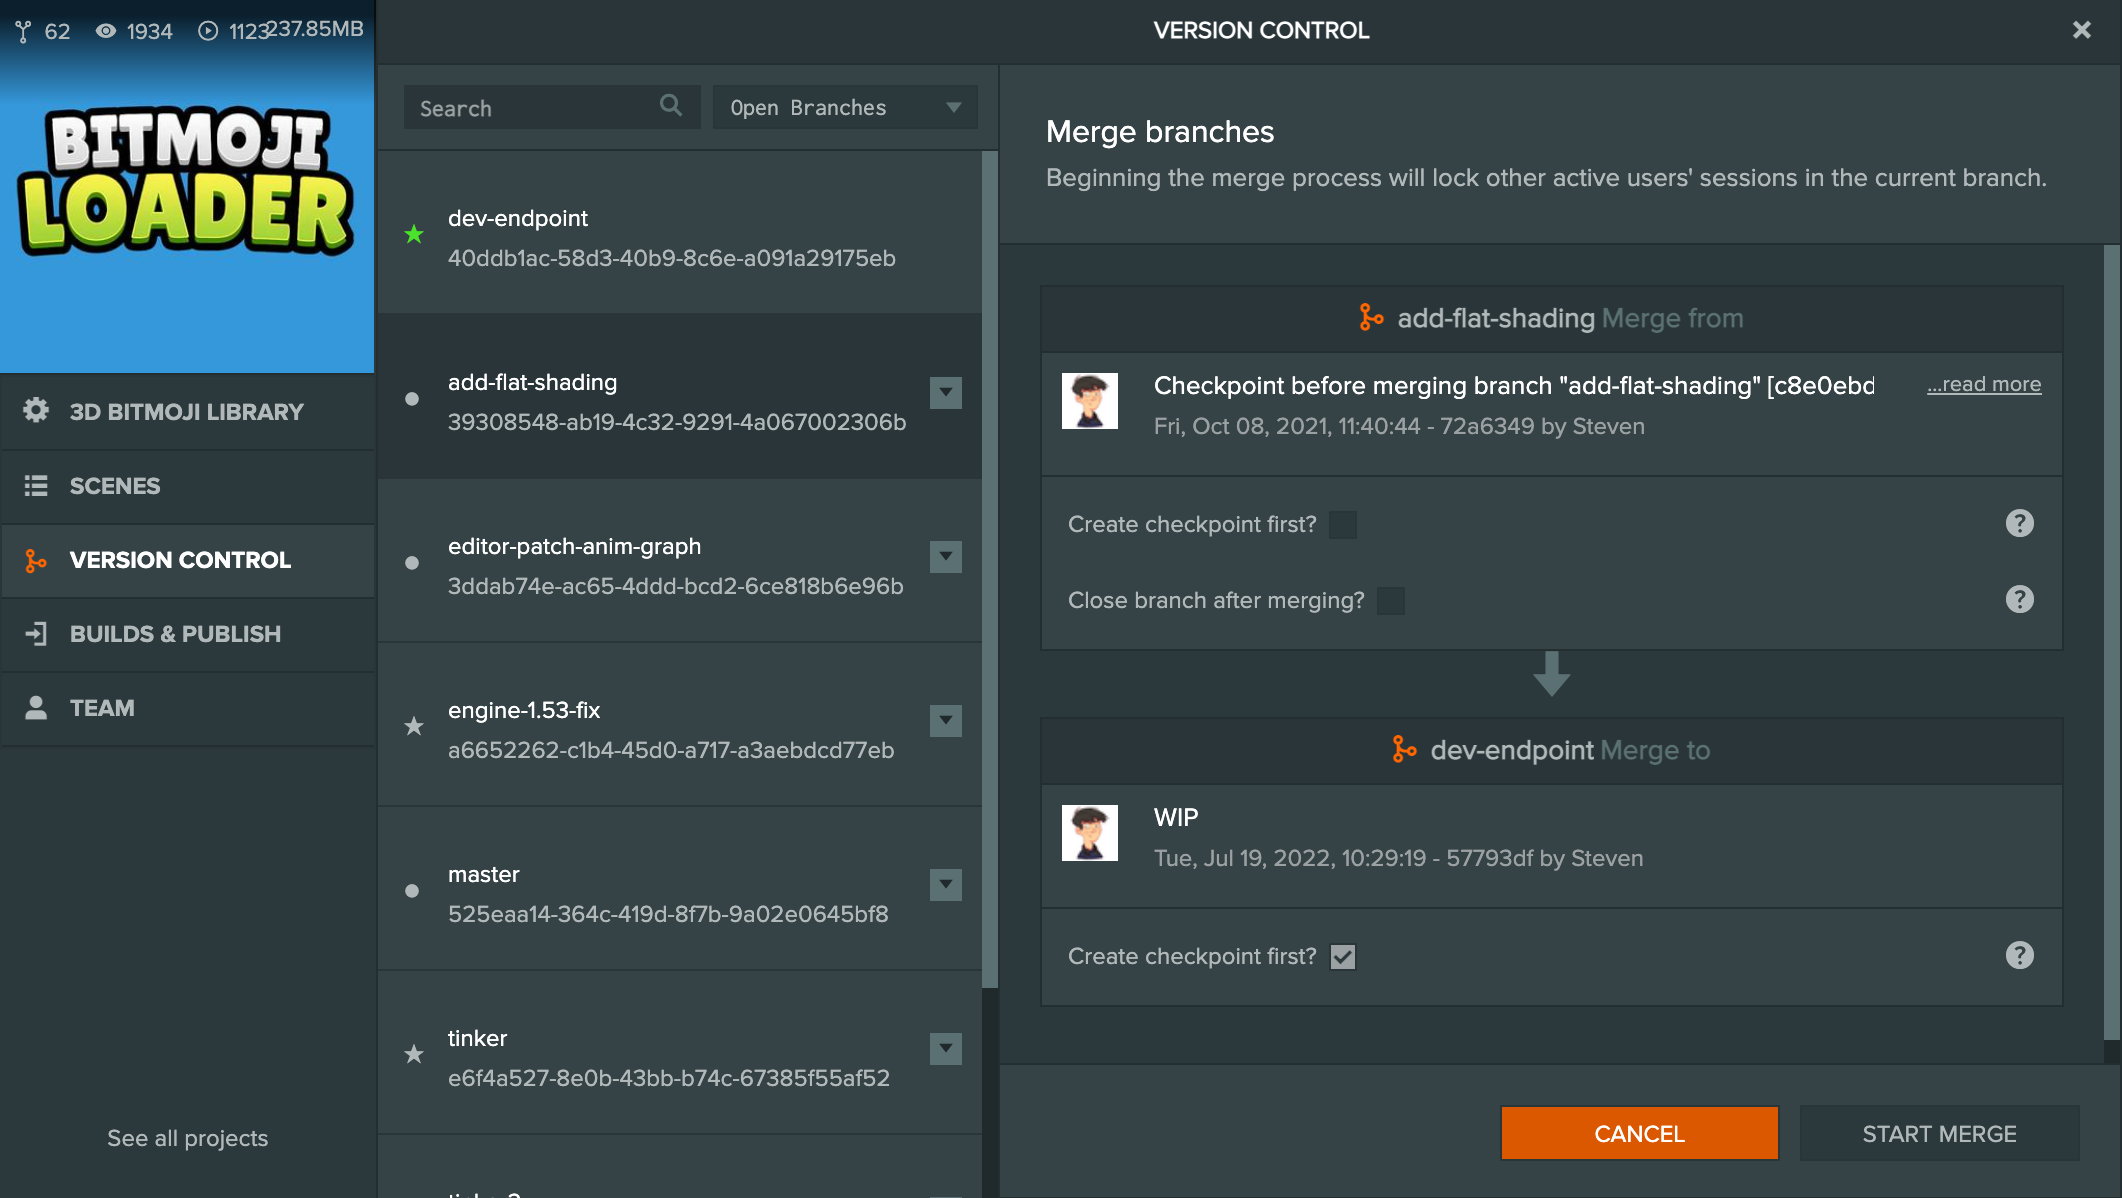 62 1934 1123 237.85MB
BITMOJI
LOADER
3D BITMOJI LIBRARY
SCENES
VERSION CONTROL
BUILDS & PUBLISH
TEAM
See all projects
VERSION CONTROL
Search
Open Branches
dev-endpoint
40ddb1ac-58d3-40b9-8c6e-a091a29175eb
add-flat-shading
39308548-ab19-4c32-9291-4a067002306b
editor-patch-anim-graph
3ddab74e-ac65-4ddd-bcd2-6ce818b6e96b
engine-1.53-fix
a6652262-c1b4-45d0-a717-a3aebdcd77eb
master
525eaa14-364c-419d-8f7b-9a02e0645bf8
tinker
e6f4a527-8e0b-43bb-b74c-67385f55af52
Merge branches
Beginning the merge process will lock other active users' sessions in the current branch.
add-flat-shading Merge from
Checkpoint before merging branch "add-flat-shading" [c8e0ebd ...read more
Fri, Oct 08, 2021, 11:40:44 - 72a6349 by Steven
Create checkpoint first? ?
Close branch after merging? ?
dev-endpoint Merge to
WIP
Tue, Jul 19, 2022, 10:29:19 - 57793df by Steven
Create checkpoint first? ?
CANCEL START MERGE